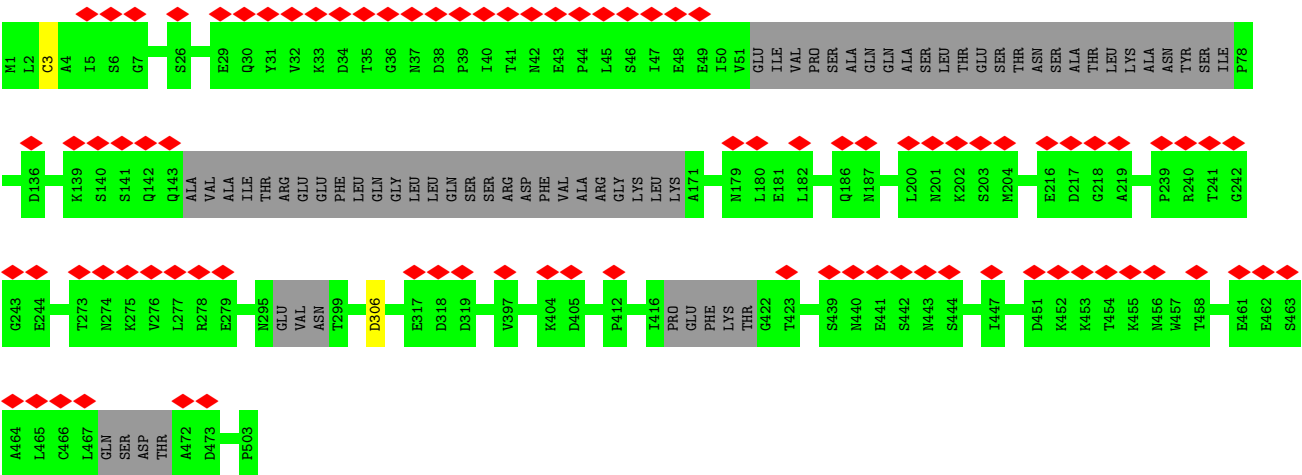 M1 L2 C3 A4 I5 S6 G7 S26 E29 Q30 Y31 V32 K33 D34 T35 G36 N37 D38 P39 I40 T41 N42 E43 P44 L45 S46 I47 E48 E49 I50 V51 GLU ILE VAL PRO SER ALA GLN GLN ALA SER LEU THR GLU SER THR ASN SER ALA THR LEU LYS ALA ASN TYR SER ILE P78
D136 K139 S140 S141 Q142 Q143 ALA VAL ALA ILE THR ARG GLU GLU PHE LEU GLN GLY LEU LEU GLN SER SER ARG ASP PHE VAL ALA ARG GLY LYS LEU LYS A171 N179 L180 E181 L182 Q186 N187 L200 N201 K202 S203 M204 E216 D217 G218 A219 P239 R240 T241 G242
G243 E244 T273 N274 K275 V276 L277 R278 E279 N295 GLU VAL ASN T299 D306 E317 D318 D319 V397 K404 D405 P412 I416 PRO GLU PHE LYS THR G422 T423 S439 N440 E441 S442 N443 S444 I447 D451 K452 K453 T454 K455 N456 W457 T458 E461 E462 S463
A464 L465 C466 L467 GLN SER ASP THR A472 D473 P503